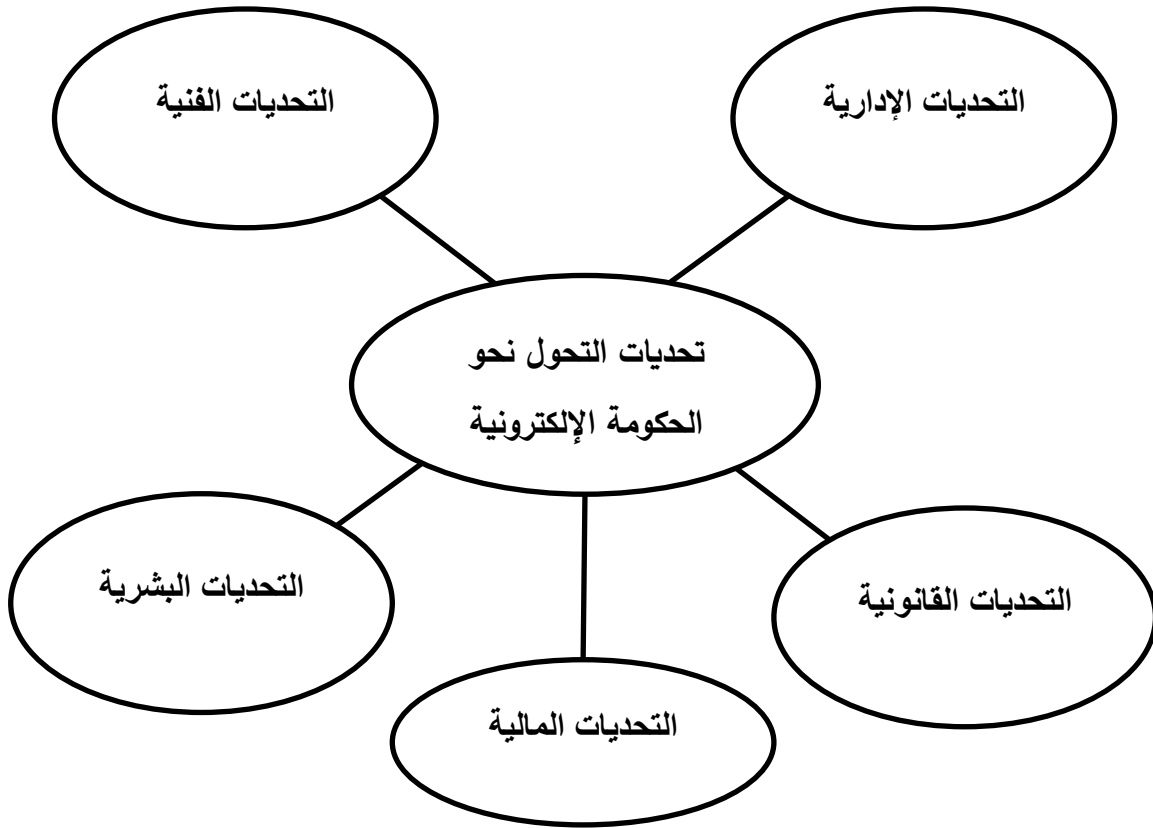 التحديات الإدارية
التحديات الفنية
تحديات التحول نحو
الحكومة الإلكترونية
التحديات القانونية
التحديات البشرية
التحديات المالية